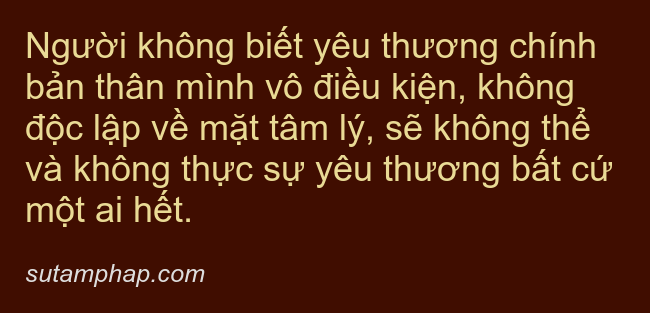 Người không biết yêu thương chính
bản thân mình vô điều kiện, không
độc lập về mặt tâm lý, sẽ không thể
và không thực sự yêu thương bất cứ
một ai hết.
sutamphap.com